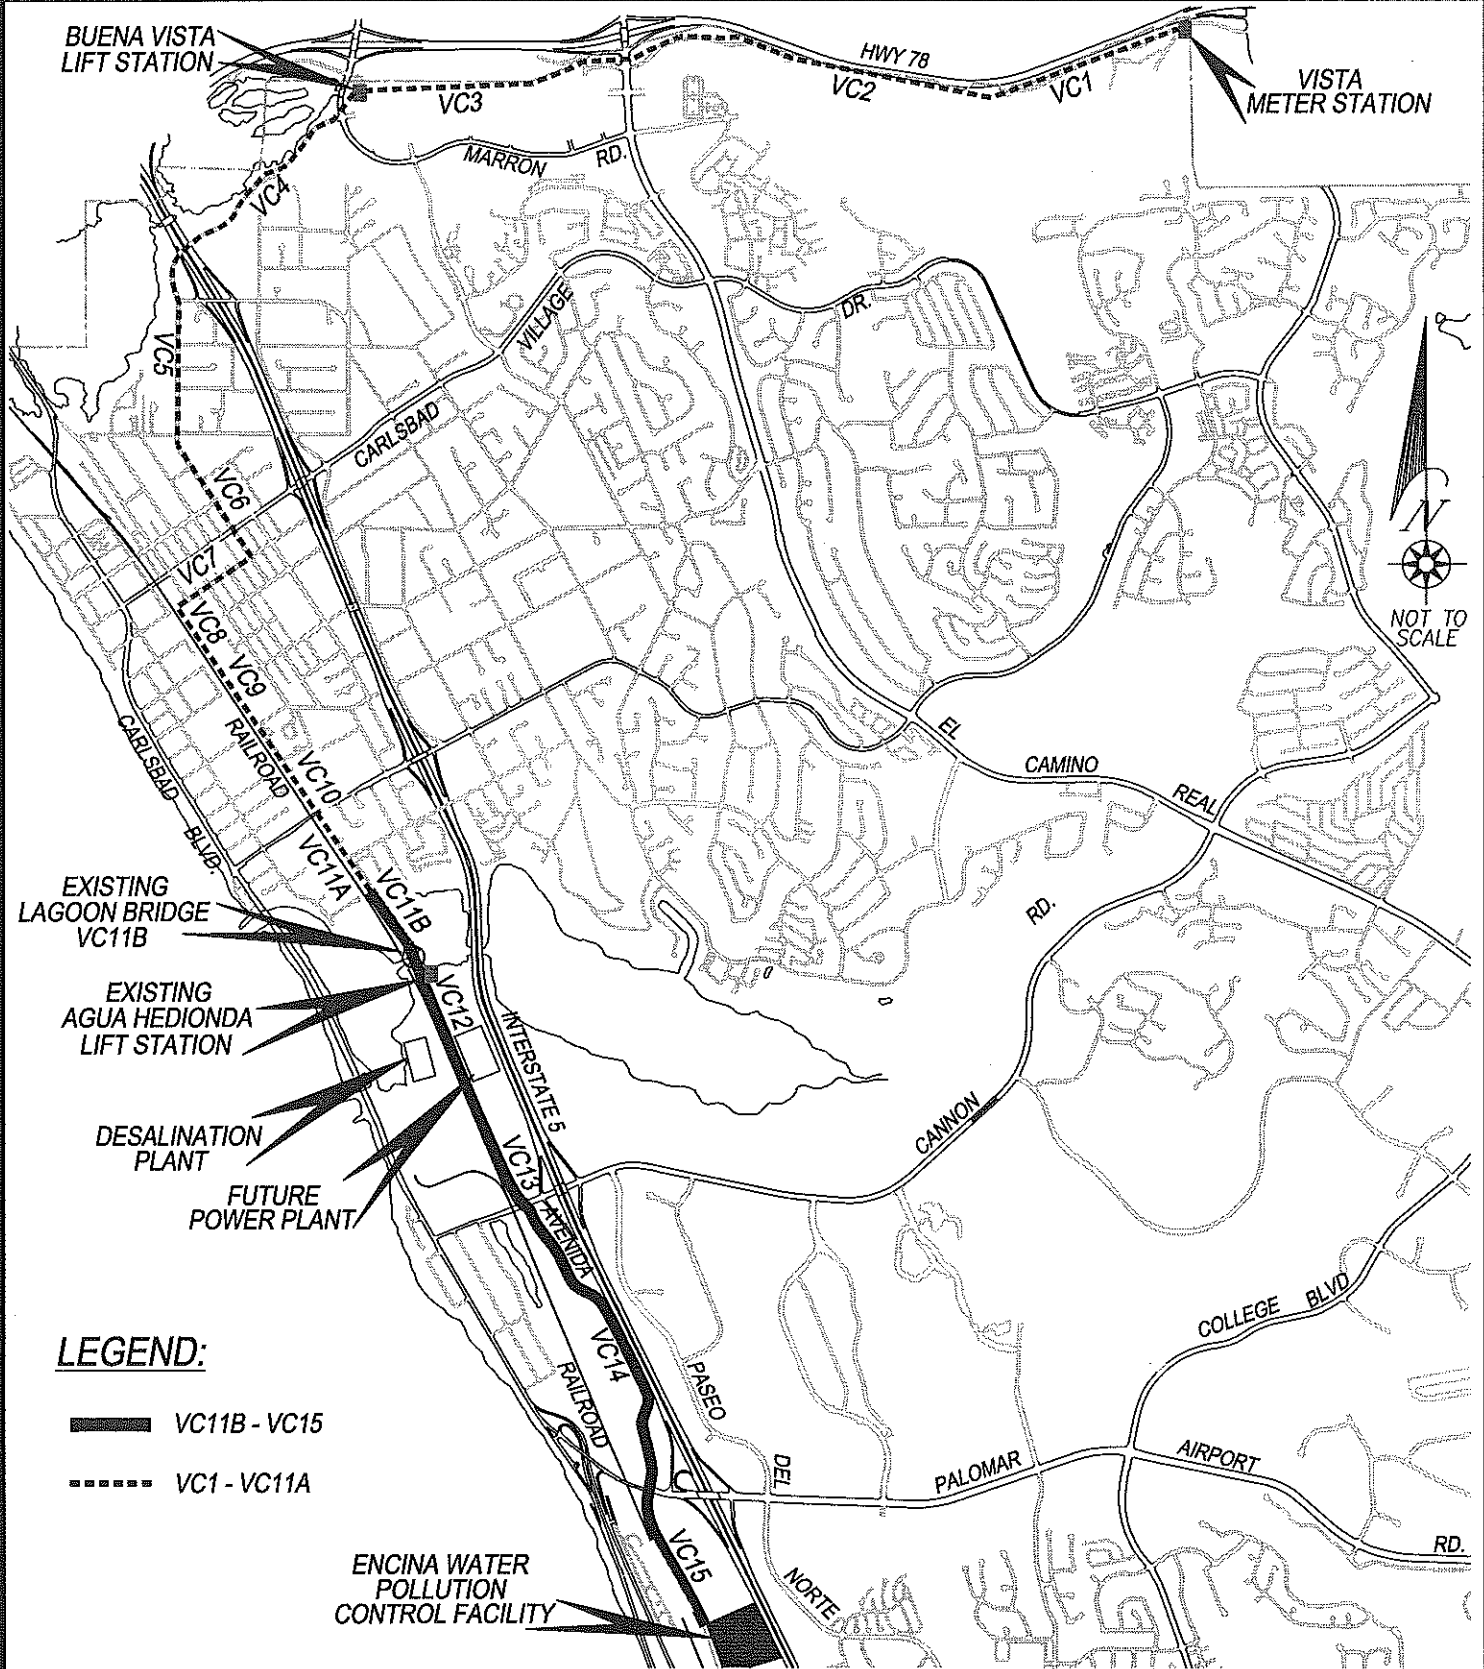 BUENA VISTA
LIFT STATION
HWY 78
VC3
VC2
VC1
VISTA
METER STATION
MARRON RD.
VC4
VC5
CARLSBAD VILLAGE DR.
VC6
VC7
VC8
VC9
RAILROAD
VC10
CARLSBAD BLVD.
VC11A
VC11B
N
NOT TO
SCALE
EL CAMINO REAL
EXISTING
LAGOON BRIDGE
VC11B
EXISTING
AGUA HEDIONDA
LIFT STATION
VC12
INTERSTATE 5
DESALINATION
PLANT
FUTURE
POWER PLANT
VC13
CANNON RD.
AVENIDA
VC14
RAILROAD
PASEO DEL NORTE
COLLEGE BLVD
PALOMAR AIRPORT RD.
VC15
LEGEND:
VC11B - VC15
VC1 - VC11A
ENCINA WATER
POLLUTION
CONTROL FACILITY